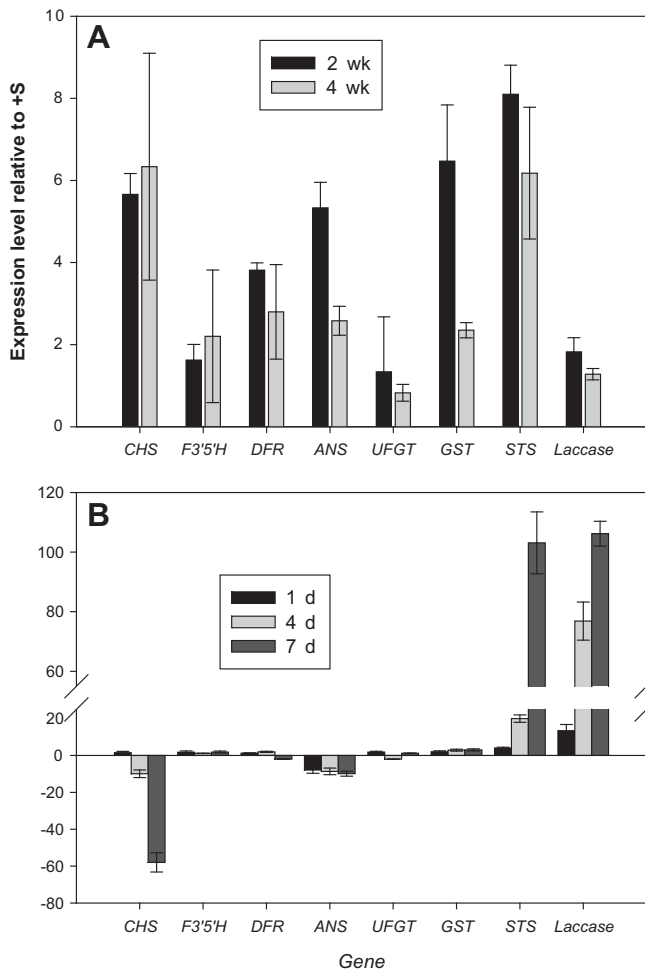 A
Expression level relative to +S
10
8
6
4
2
0
2 wk
4 wk
CHS F3'5'H DFR ANS UFGT GST STS Laccase
B
120
100
80
60
20
0
-20
-40
-60
-80
1 d
4 d
7 d
CHS F3'5'H DFR ANS UFGT GST STS Laccase
Gene